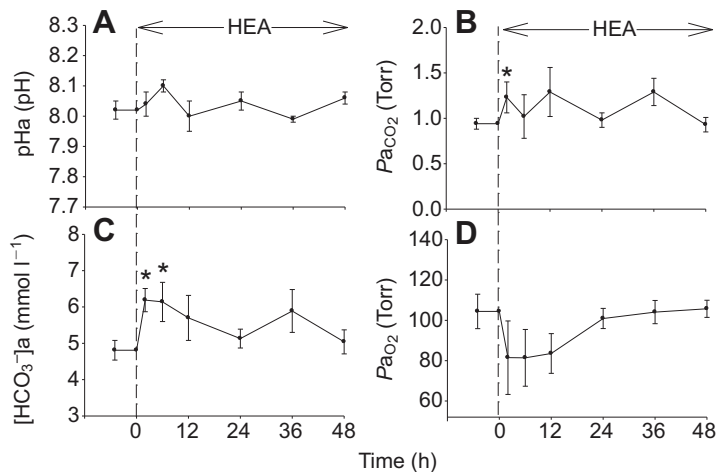 A
HEA
8.3
8.2
8.1
8.0
7.9
7.8
7.7
pHa (pH)
B
HEA
2.0
1.5
1.0
0.5
0.0
*
PaCO2 (Torr)
C
7
6
5
4
3
* *
[HCO3−]a (mmol l−1)
0 12 24 36 48
D
140
120
100
80
60
PaO2 (Torr)
0 12 24 36 48
Time (h)